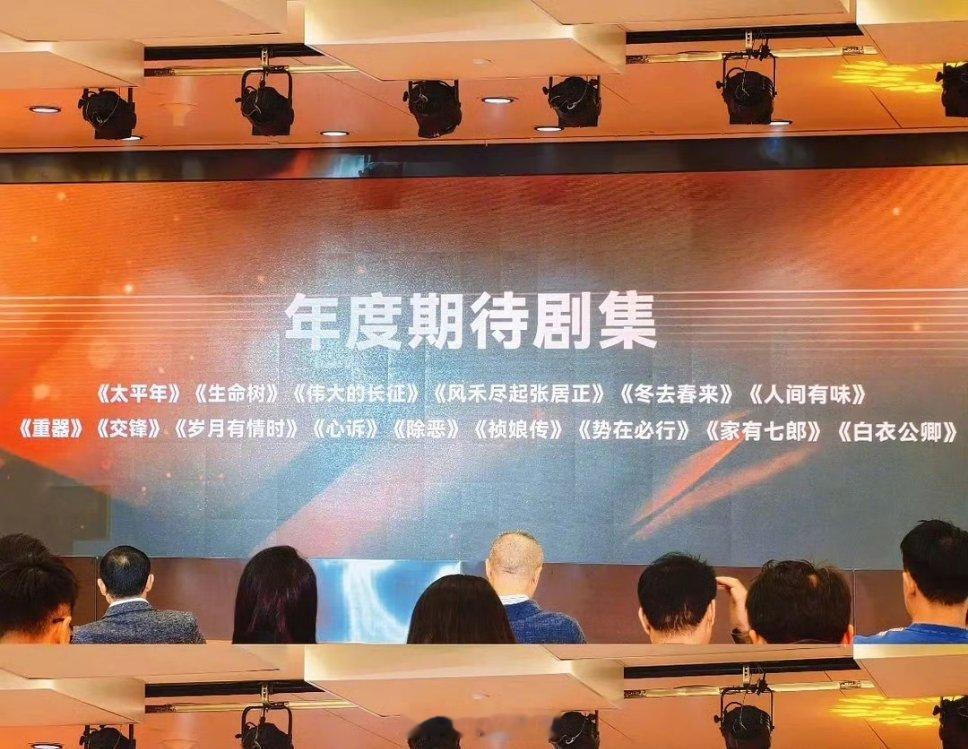 年度期待剧集
《太平年》《生命树》《伟大的长征》《风禾尽起张居正》《冬去春来》《人间有味》
《重器》《交锋》《岁月有情时》《心诉》《除恶》《祯娘传》《势在必行》《家有七郎》《白衣公卿》